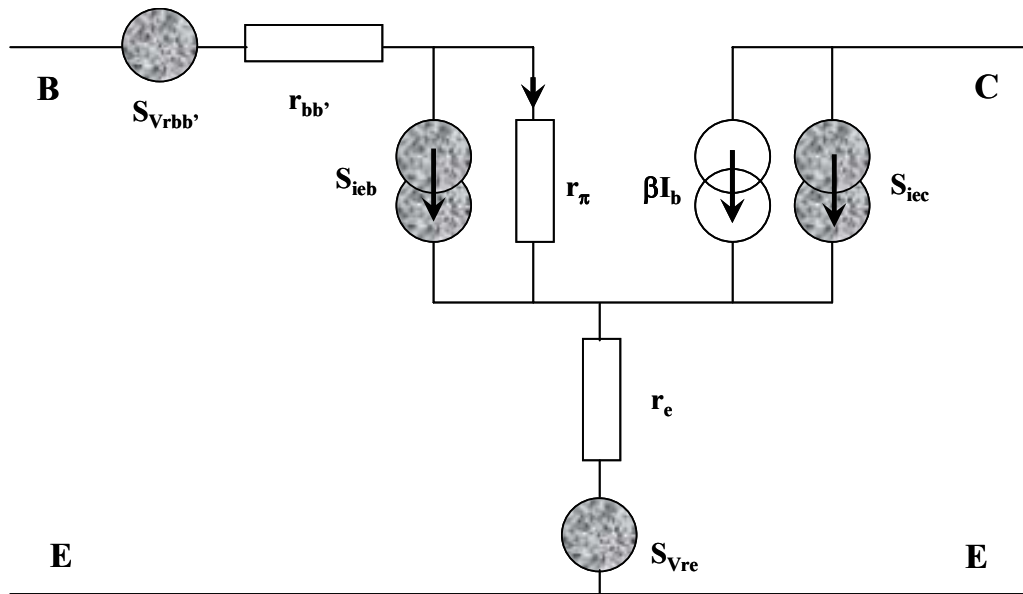 B
S_Vrbb’
r_bb’
S_ieb
r_π
βI_b
S_iec
C
r_e
S_Vre
E
E